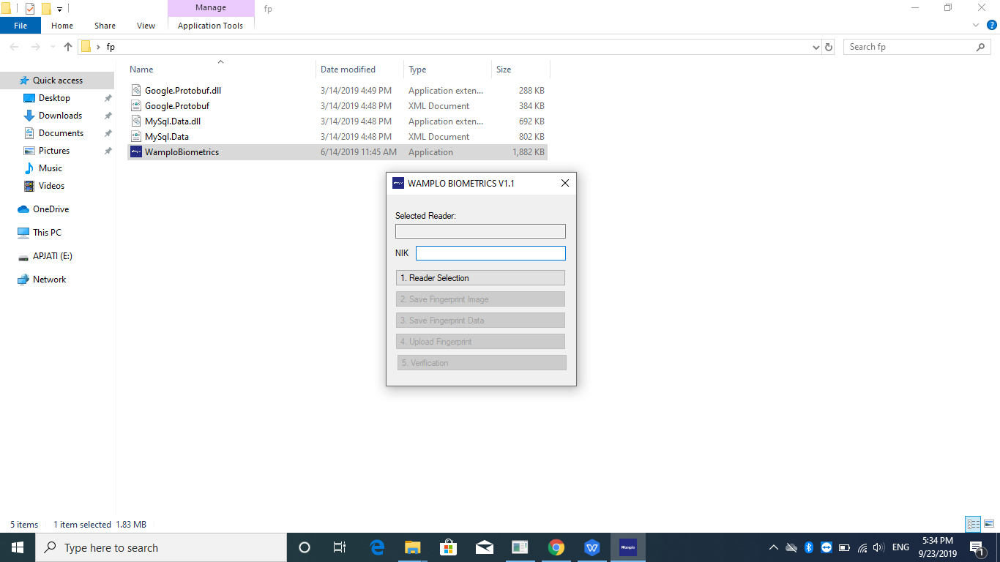 Manage
fp
File
Home
Share
View
Application Tools
fp
Search fp
Name
Date modified
Type
Size
Quick access
Desktop
Downloads
Documents
Pictures
Music
Videos
OneDrive
This PC
APJATI (E:)
Network
Google.Protobuf.dll 3/14/2019 4:49 PM Application exten... 288 KB
Google.Protobuf 3/14/2019 4:48 PM XML Document 384 KB
MySql.Data.dll 3/14/2019 4:48 PM Application exten... 692 KB
MySql.Data 3/14/2019 4:48 PM XML Document 802 KB
WamploBiometrics 6/14/2019 11:45 AM Application 1,882 KB
WAMPLO BIOMETRICS V1.1
Selected Reader:
NIK
1. Reader Selection
2. Save Fingerprint Image
3. Save Fingerprint Data
4. Upload Fingerprint
5. Verification
5 items 1 item selected 1.83 MB
Type here to search
Wamplo
ENG
5:34 PM
9/23/2019
1